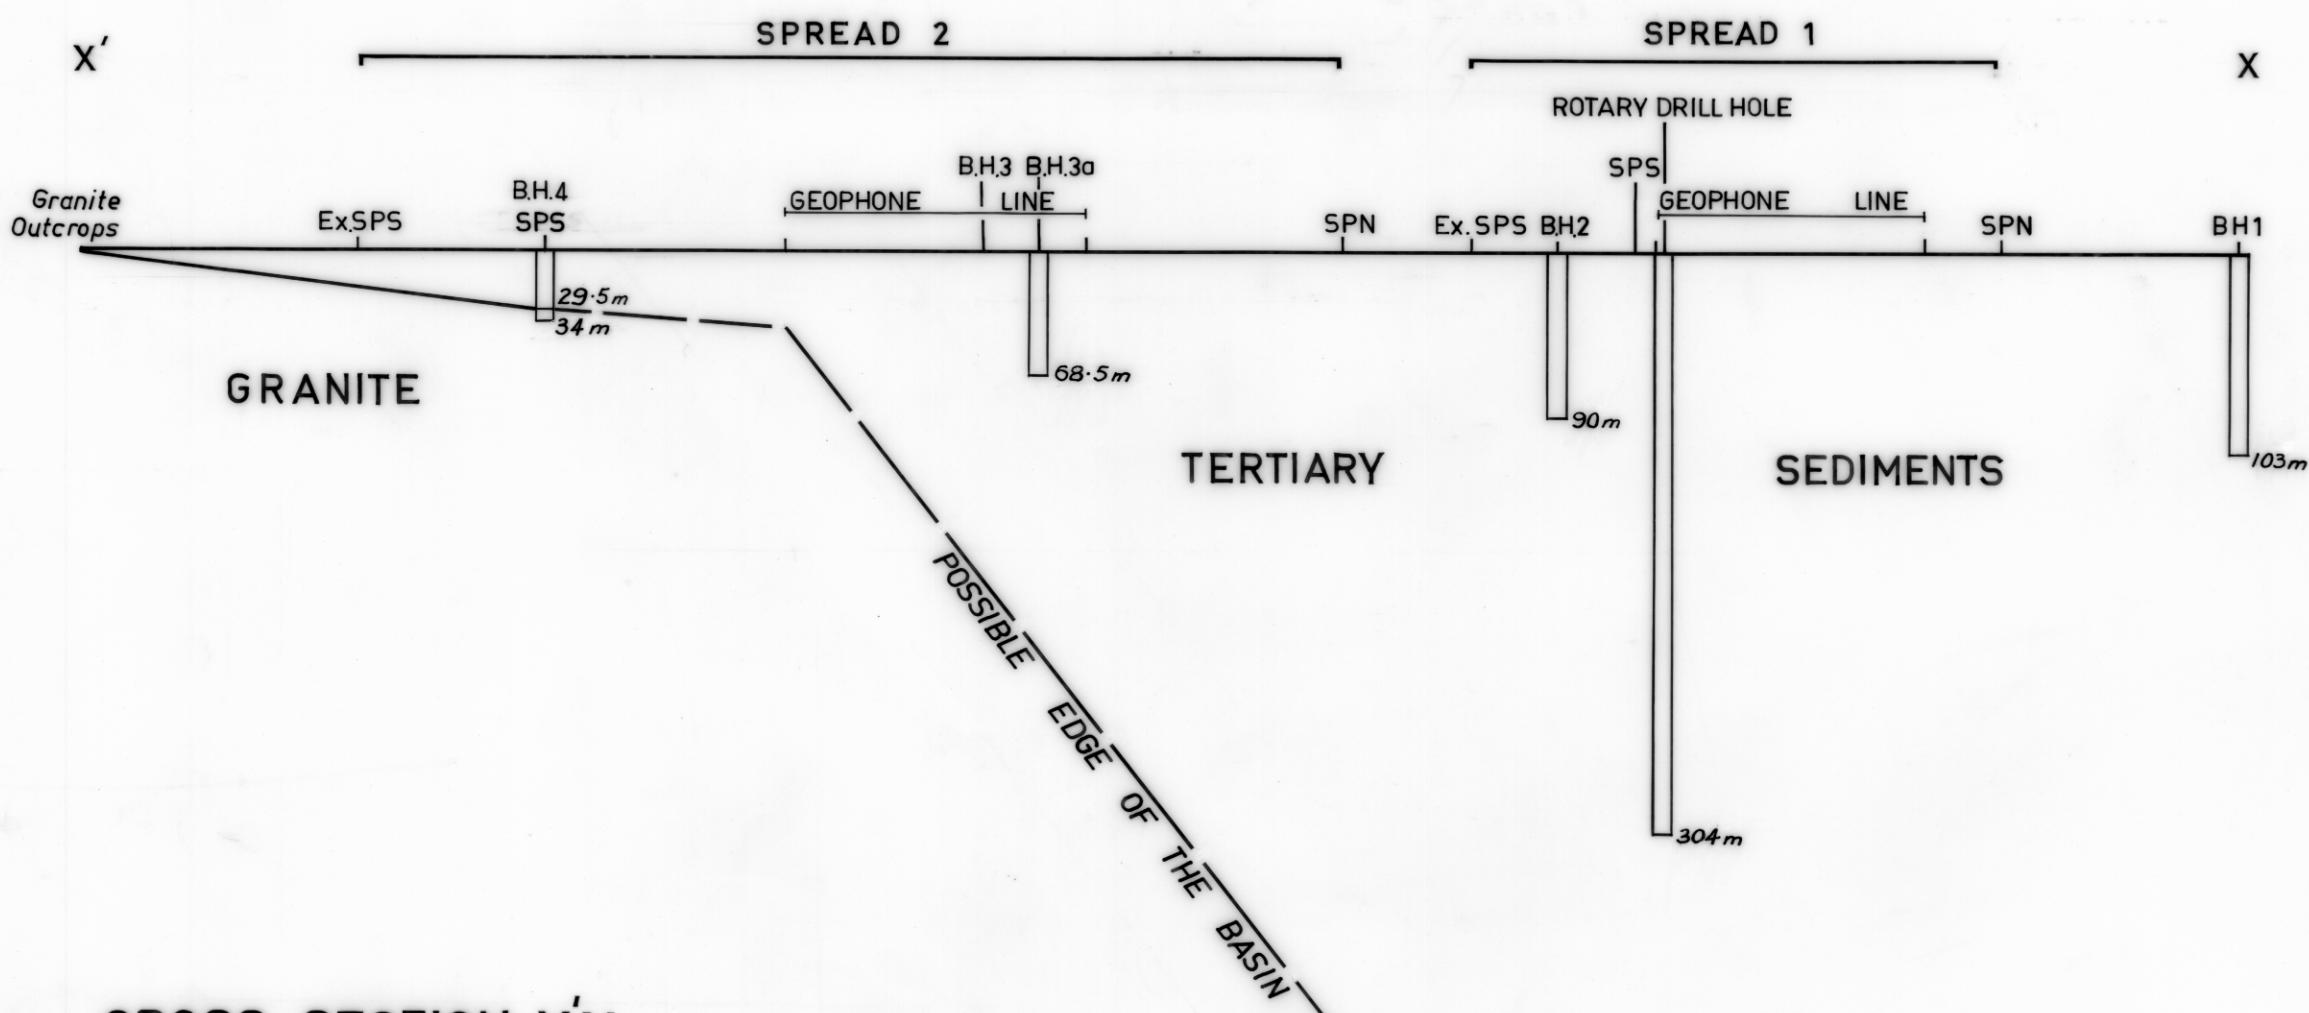 SPREAD 2
SPREAD 1
X'
X
ROTARY DRILL HOLE
B.H.3 B.H.3a
SPS
Granite
Outcrops
Ex.SPS
B.H.4
SPS
GEOPHONE LINE
SPN
Ex.SPS B.H.2
GEOPHONE LINE
SPN
BH1
29.5m
34m
68.5m
90m
103m
304m
GRANITE
TERTIARY SEDIMENTS
POSSIBLE EDGE OF THE BASIN